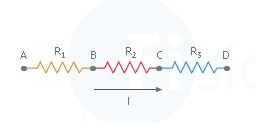 R₁ R₂ R₃
A B C D
I